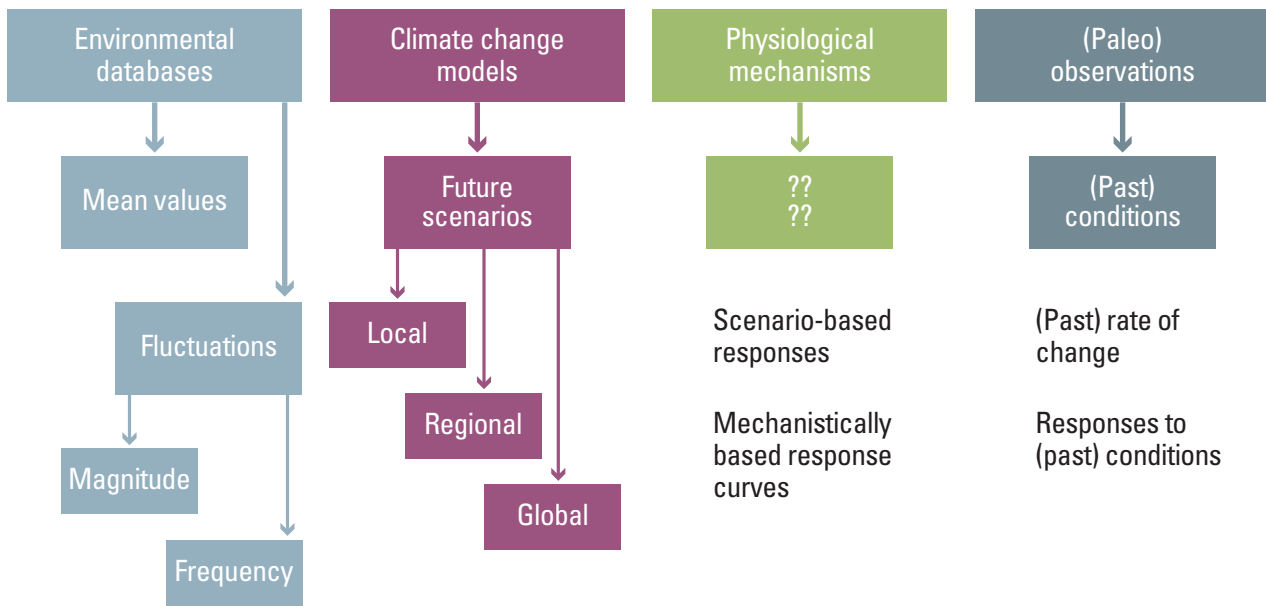 Environmental
databases
Mean values
Fluctuations
Magnitude
Frequency
Climate change
models
Future
scenarios
Local
Regional
Global
Physiological
mechanisms
??
??
Scenario-based
responses
Mechanistically
based response
curves
(Paleo)
observations
(Past)
conditions
(Past) rate of
change
Responses to
(past) conditions